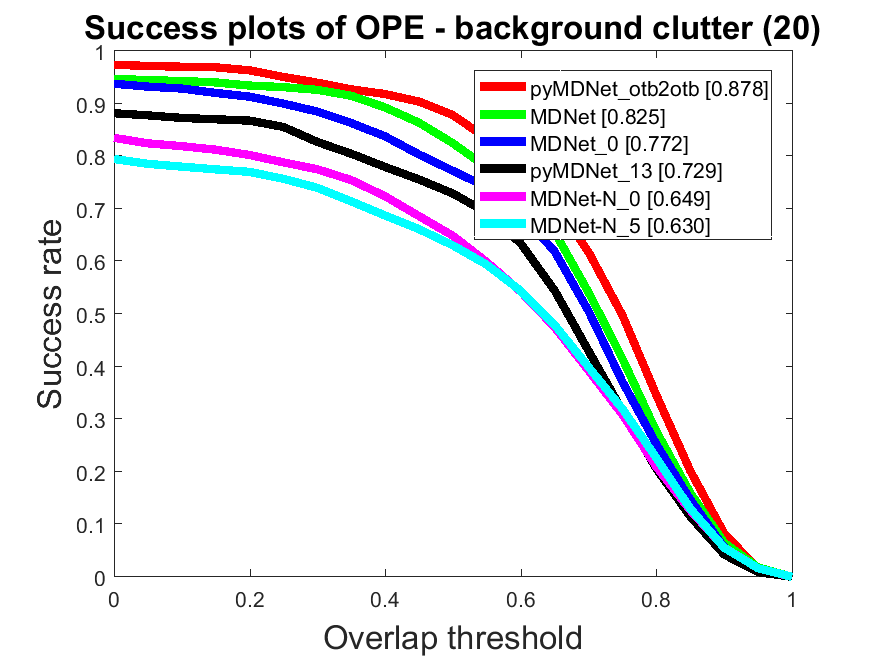 Success plots of OPE - background clutter (20)
1
0.9
0.8
0.7
0.6
0.5
0.4
0.3
0.2
0.1
0
Success rate
pyMDNet_otb2otb [0.878]
MDNet [0.825]
MDNet_0 [0.772]
pyMDNet_13 [0.729]
MDNet-N_0 [0.649]
MDNet-N_5 [0.630]
0 0.2 0.4 0.6 0.8 1
Overlap threshold